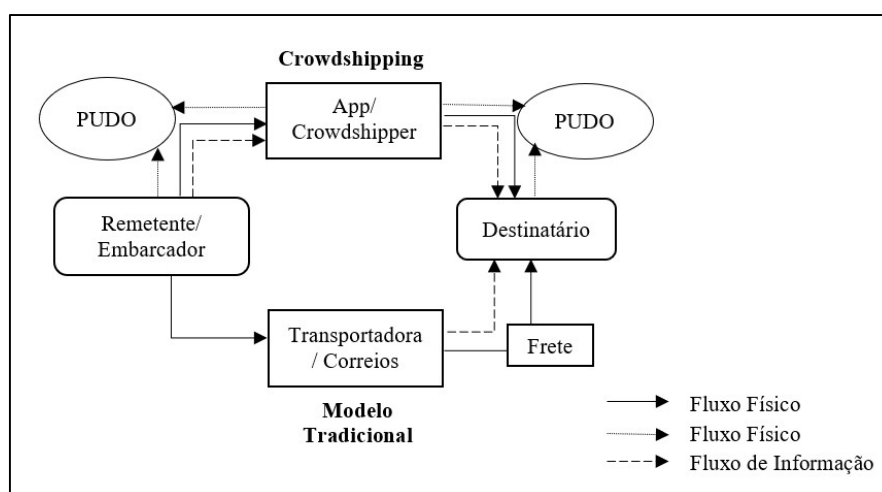 Crowdshipping
PUDO
App/
Crowdshipper
PUDO
Remetente/
Embarcador
Destinatário
Transportadora
/ Correios
Frete
Modelo
Tradicional
Fluxo Físico
Fluxo Físico
Fluxo de Informação